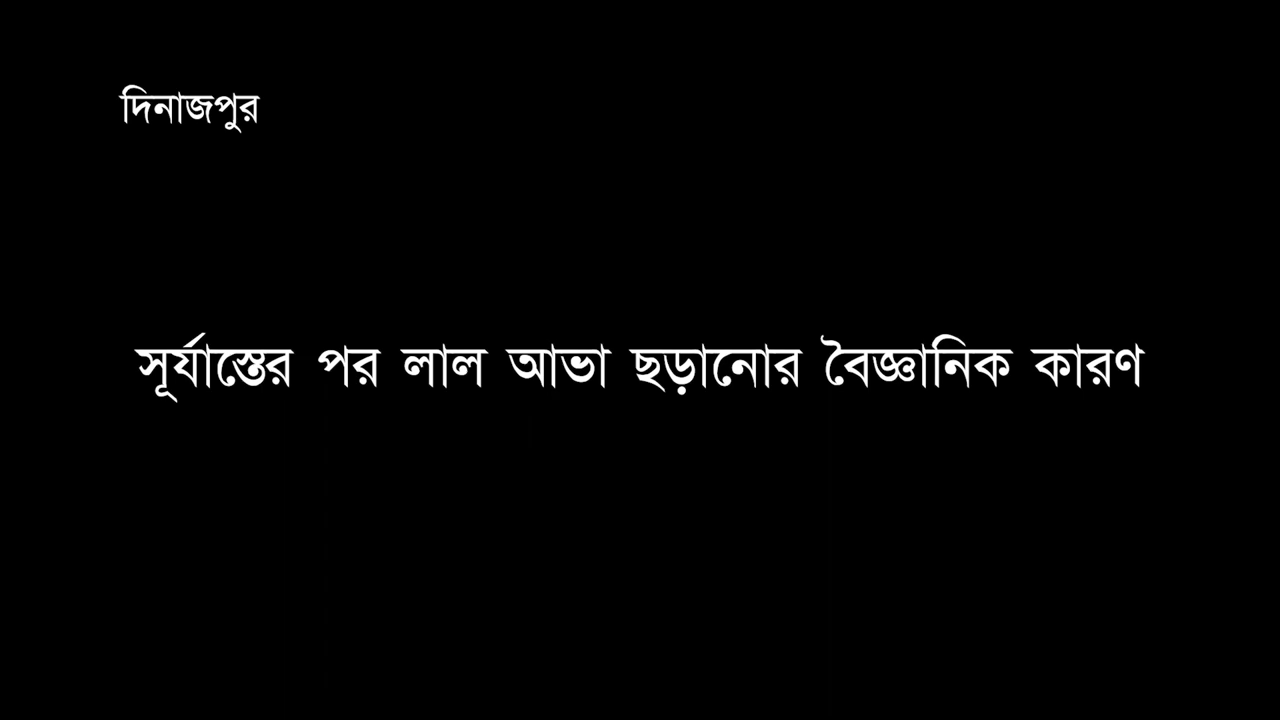 দিনাজপুর
সূর্যাস্তের পর লাল আভা ছড়ানোর বৈজ্ঞানিক কারণ